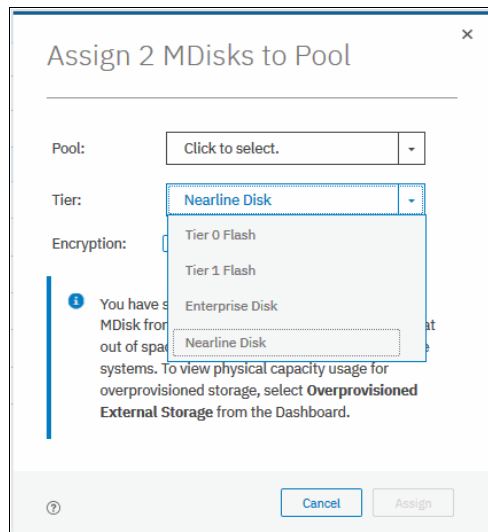 Assign 2 MDisks to Pool
Pool: Click to select.
Tier: Nearline Disk
Tier 0 Flash
Encryption:
Tier 1 Flash
Enterprise Disk
Nearline Disk
You have s
MDisk from at
out of spac
systems. To view physical capacity usage for
overprovisioned storage, select Overprovisioned
External Storage from the Dashboard.
Cancel Assign